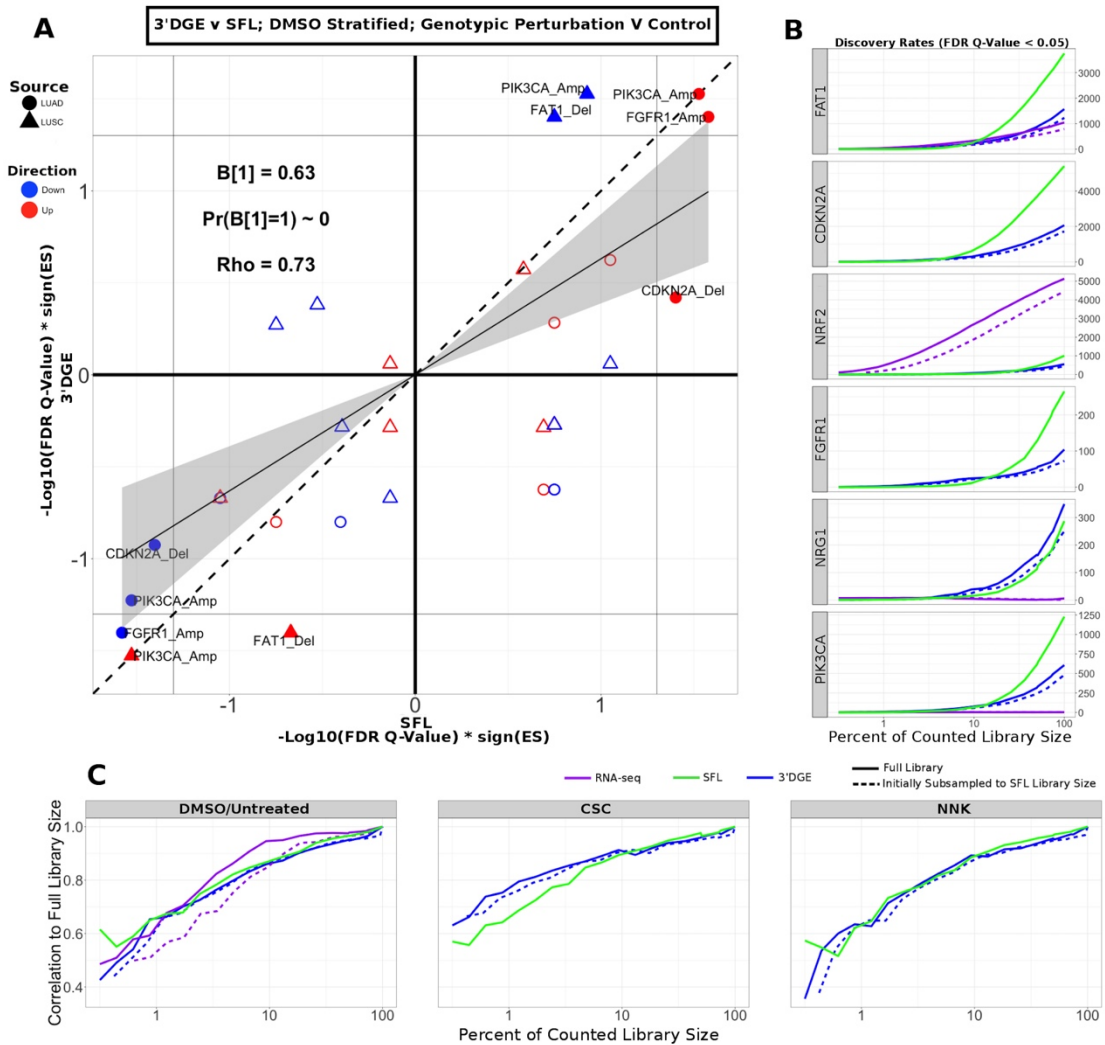 A
3'DGE v SFL; DMSO Stratified; Genotypic Perturbation V Control
Source
LUAD
LUSC
Direction
Down
Up
-Log10(FDR Q-Value) * sign(ES)
3'DGE
1
0
-1
B[1] = 0.63
Pr(B[1]=1) ~ 0
Rho = 0.73
PIK3CA_Amp
FAT1_Del
PIK3CA_Amp
FGFR1_Amp
CDKN2A_Del
CDKN2A_Del
PIK3CA_Amp
FGFR1_Amp
PIK3CA_Amp
FAT1_Del
-1
0
1
SFL
-Log10(FDR Q-Value) * sign(ES)
B
Discovery Rates (FDR Q-Value < 0.05)
FAT1
3000
2000
1000
0
CDKN2A
4000
2000
0
NRF2
5000
4000
3000
2000
1000
0
FGFR1
200
100
0
NRG1
300
200
100
0
PIK3CA
1250
1000
750
500
250
0
1
10
100
Percent of Counted Library Size
C
RNA-seq
SFL
3'DGE
Full Library
Initially Subsampled to SFL Library Size
DMSO/Untreated
CSC
NNK
Correlation to Full Library Size
1.0
0.8
0.6
0.4
1
10
100
1
10
100
1
10
100
Percent of Counted Library Size